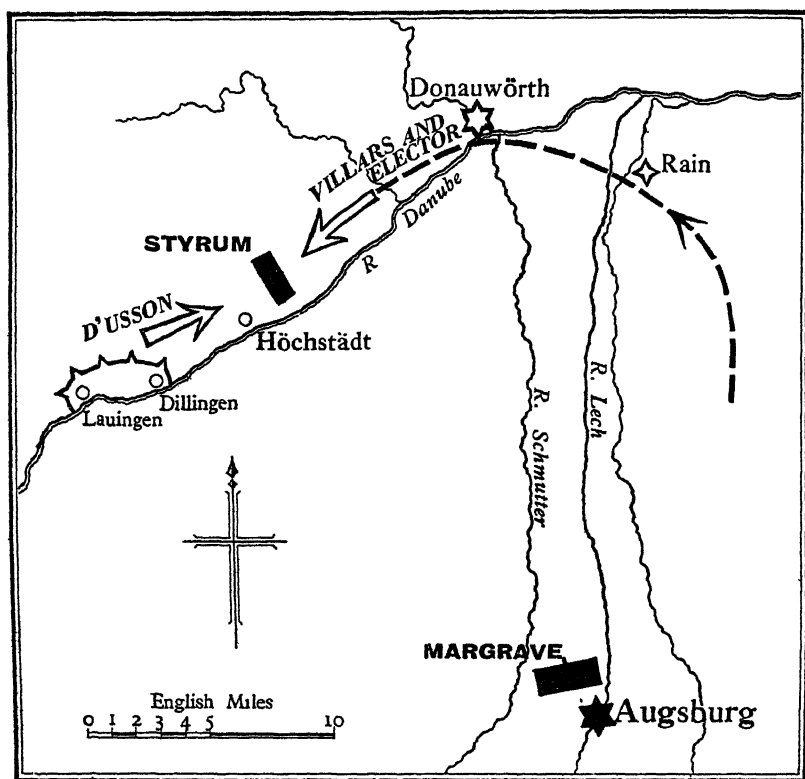 Donauwörth
VILLARS AND
ELECTOR
Rain
R Danube
STYRUM
D'USSON
Höchstädt
Dillingen
Lauingen
R. Lech
R. Schmutter
MARGRAVE
Augsburg
English Miles
0 1 2 3 4 5 10